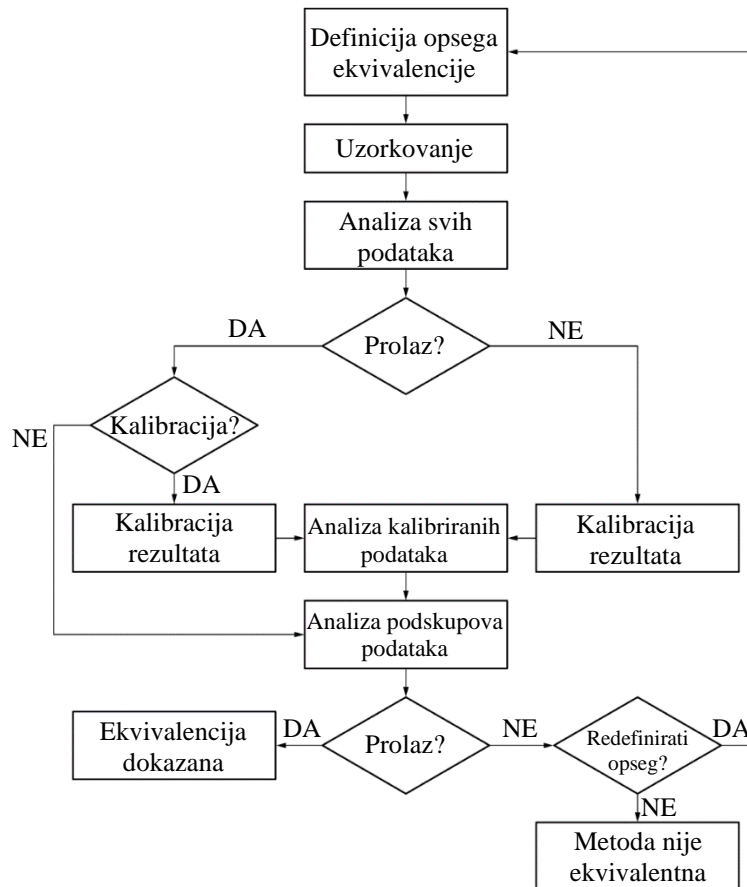 Definicija opsega
ekvivalencije
Uzorkovanje
Analiza svih
podataka
DA
Prolaz?
NE
NE
Kalibracija?
DA
Kalibracija
rezultata
Analiza kalibriranih
podataka
Kalibracija
rezultata
Analiza podskupova
podataka
Ekvivalencija
dokazana
DA
Prolaz?
NE
Redefinirati
opseg?
DA
NE
Metoda nije
ekvivalentna